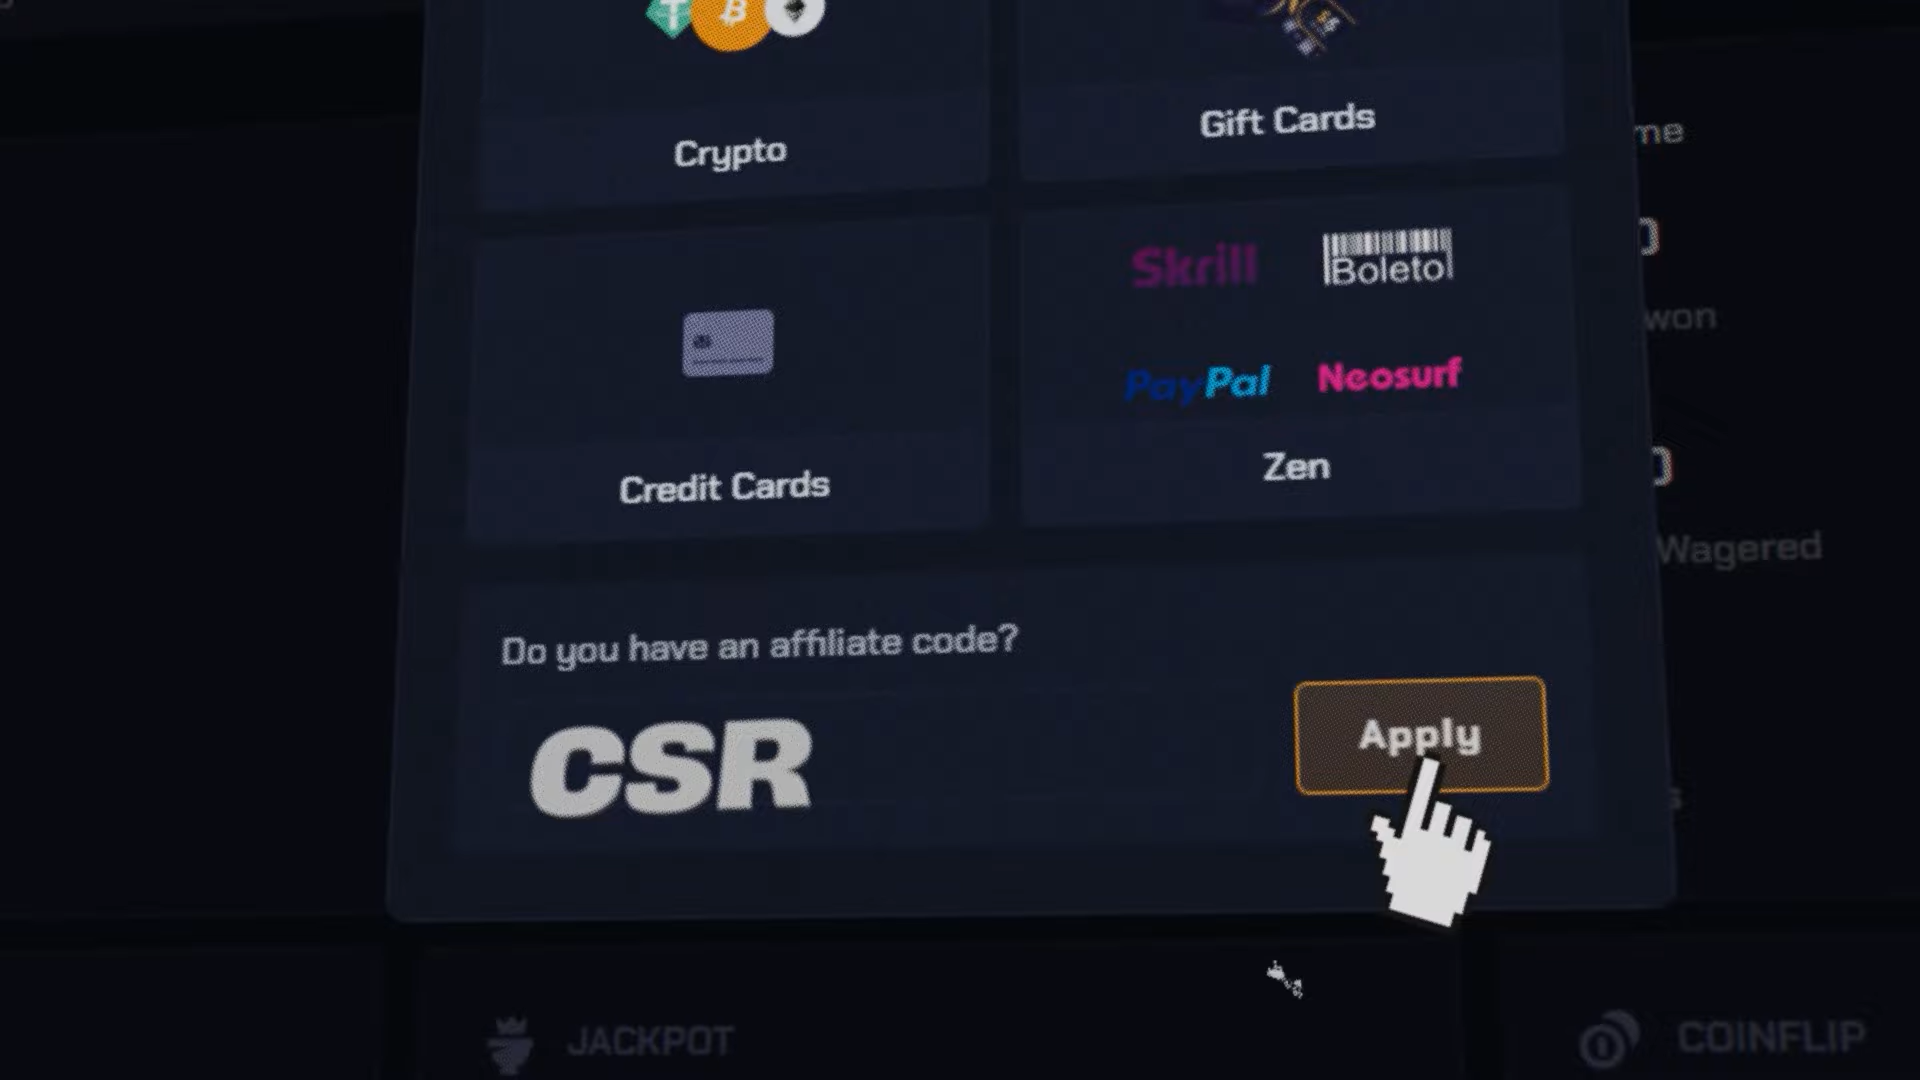 Crypto
Gift Cards
Skrill
Boleto
PayPal
Neosurf
Credit Cards
Zen
won
Wagered
Do you have an affiliate code?
CSR
Apply
JACKPOT
COINFLIP